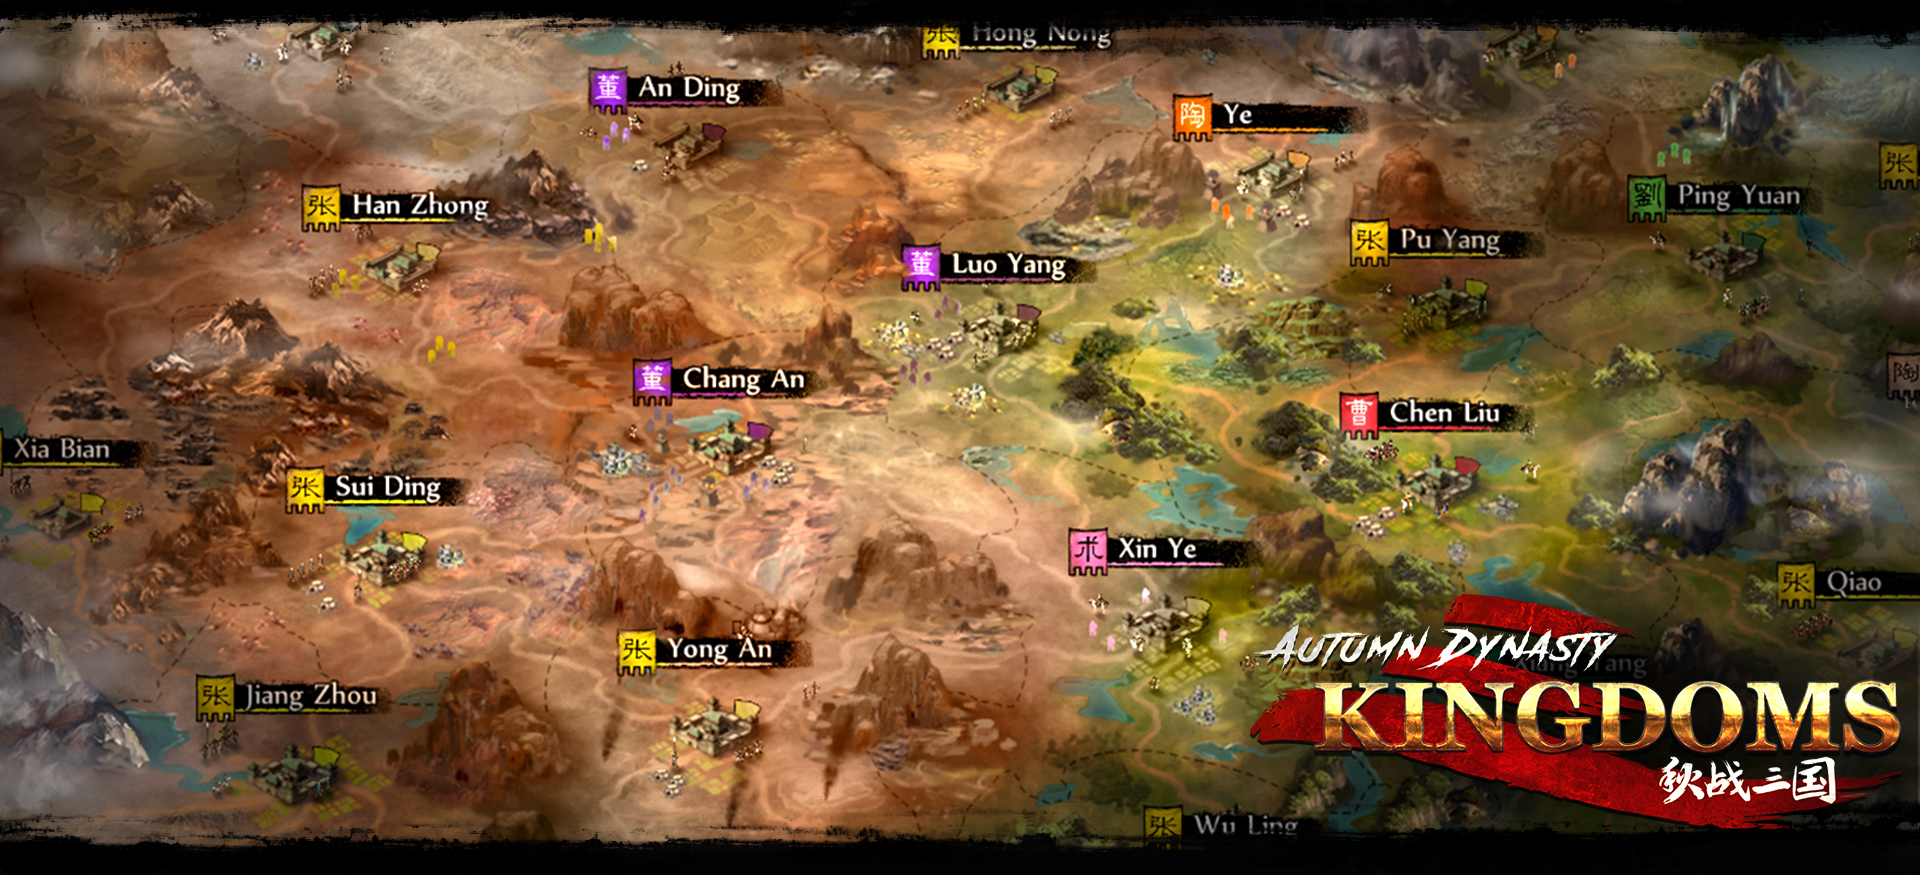 张 Hong Nong
董 An Ding
陶 Ye
张
劉 Ping Yuan
张 Han Zhong
张 Pu Yang
董 Luo Yang
陶
董 Chang An
曹 Chen Liu
Xia Bian
张 Sui Ding
术 Xin Ye
张 Qiao
张 Yong An
AUTUMN DYNASTY
张 Jiang Zhou
KINGDOMS
秋战三国
张 Wu Ling